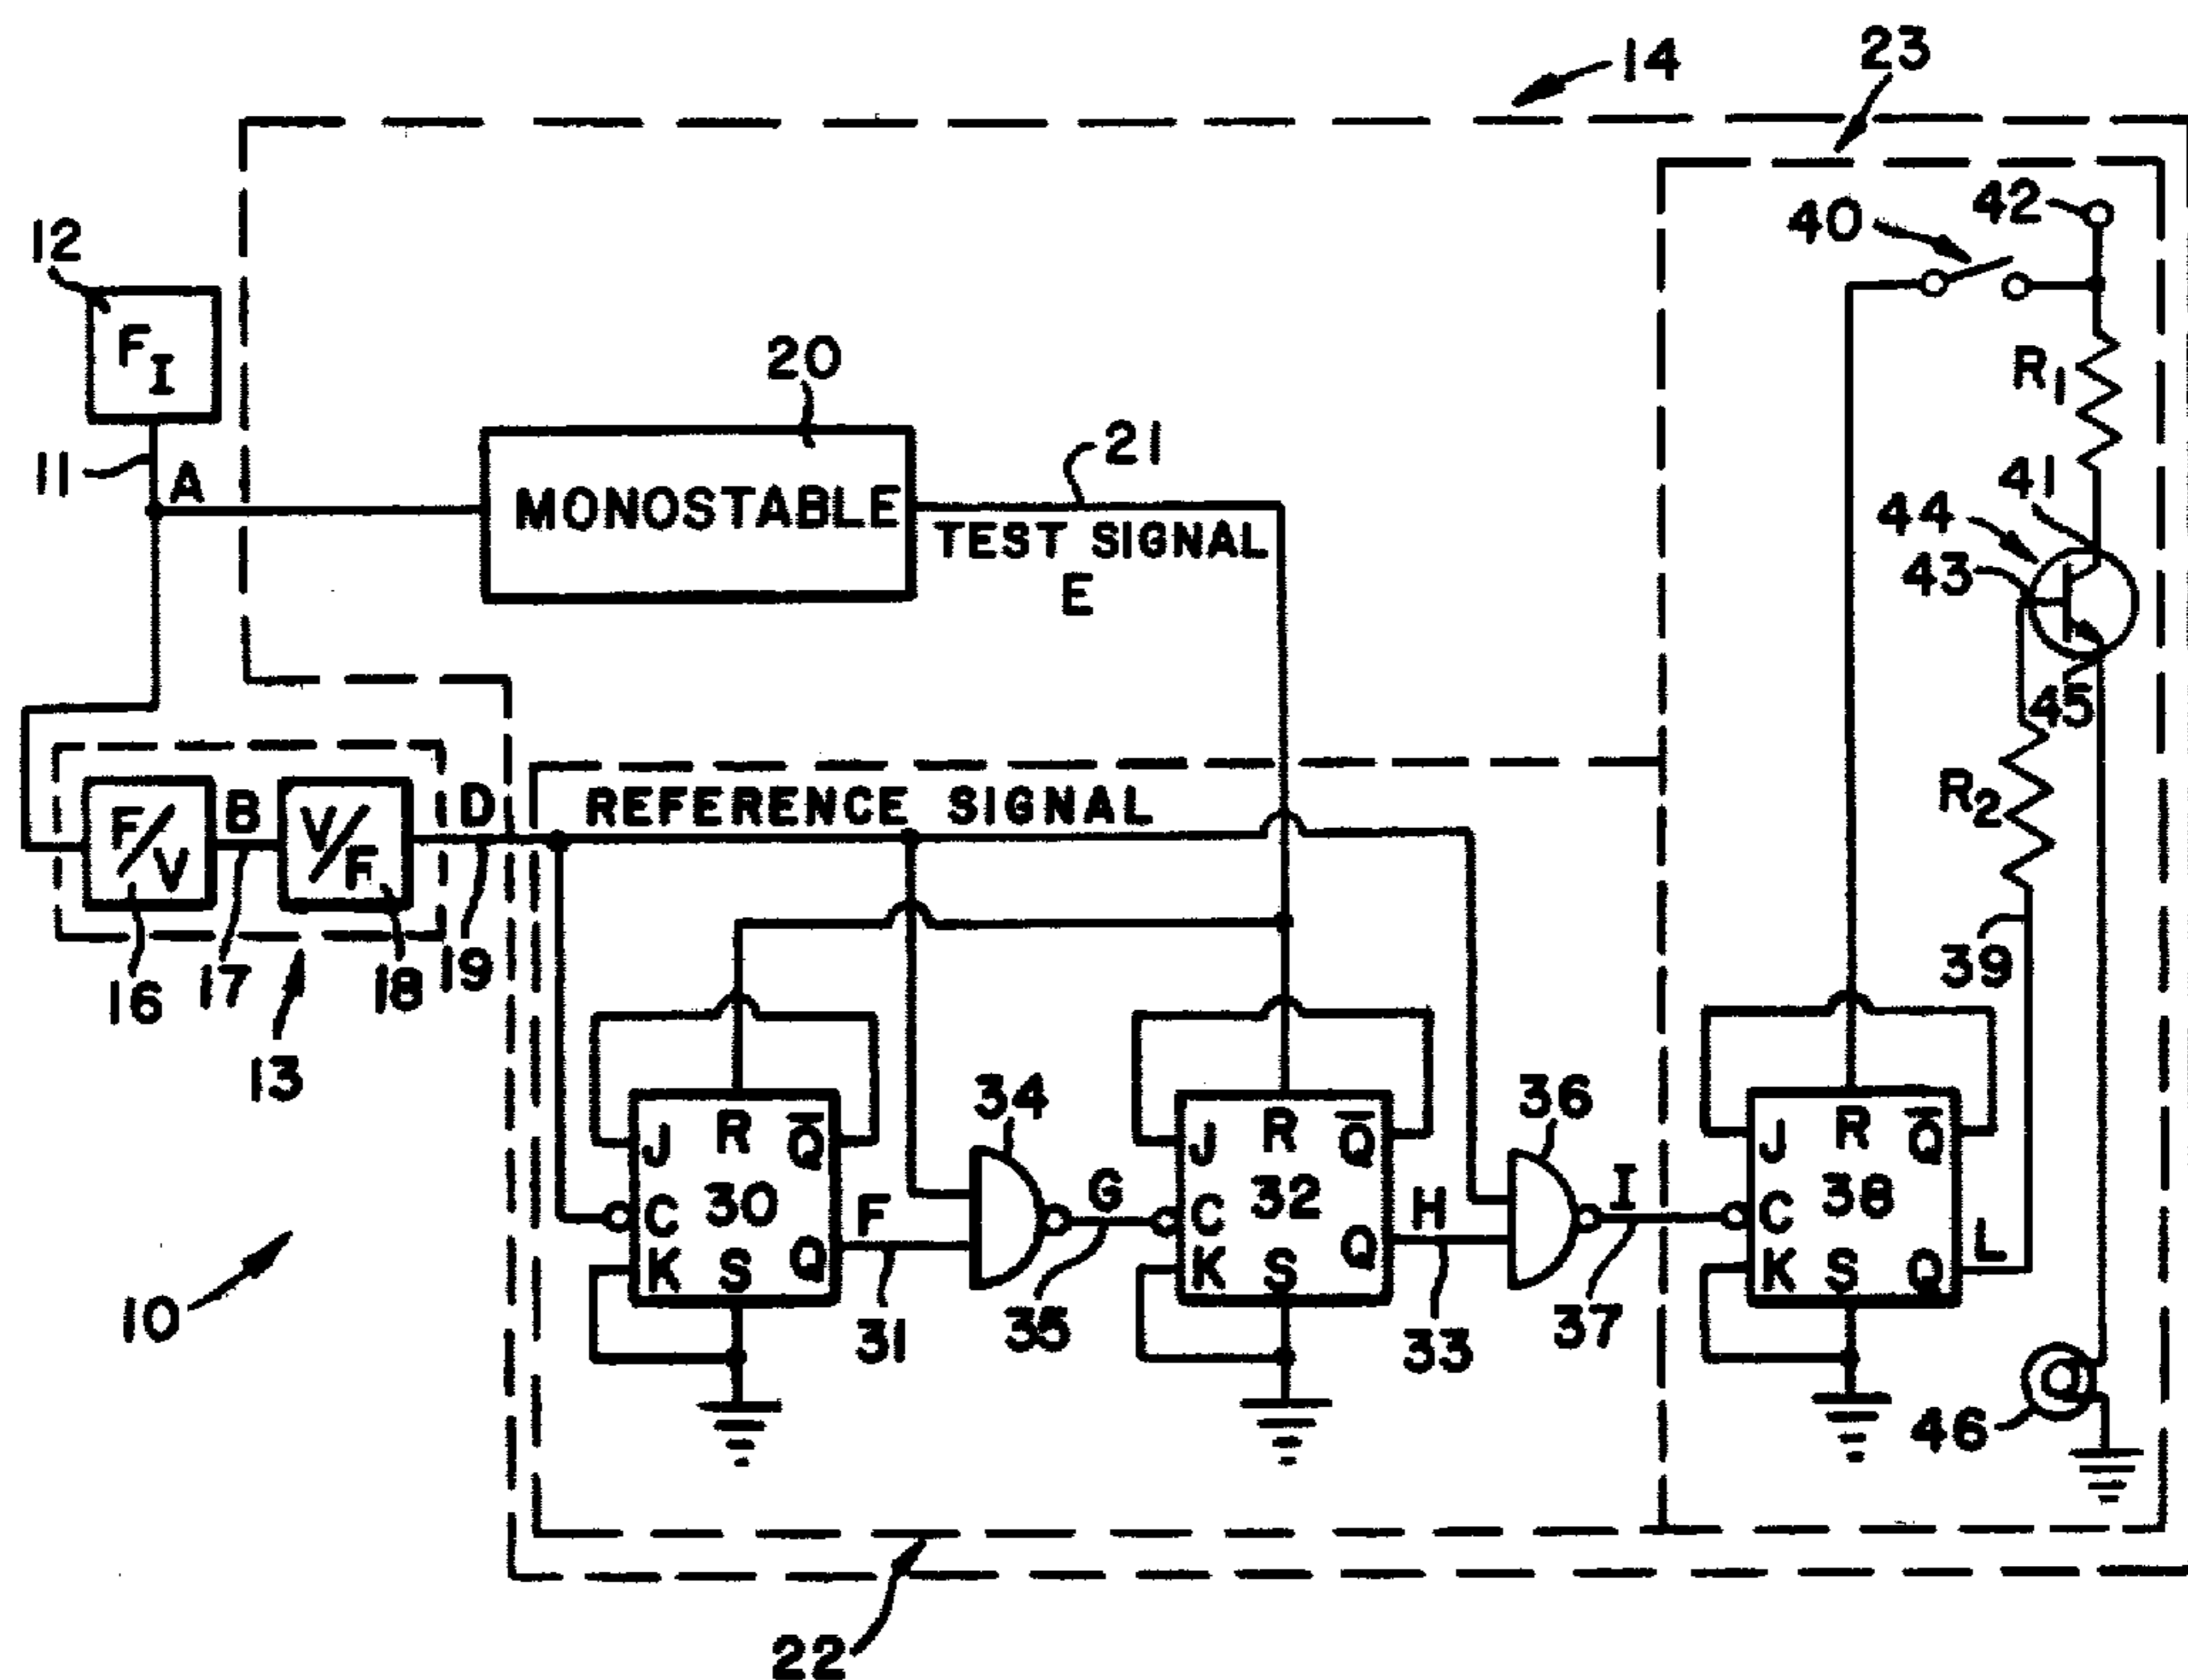 14
23
12
F I
40
42
20
R1
11
A
MONOSTABLE
21
TEST SIGNAL
E
41
44
43
45
F/V
B
V/F
D
REFERENCE SIGNAL
R2
16
17
18
19
13
39
34
36
J R Q̅
30
C
K S Q
F
31
G
35
J R Q̅
32
C
K S Q
H
33
I
37
J R Q̅
38
C
K S Q
L
10
46
22